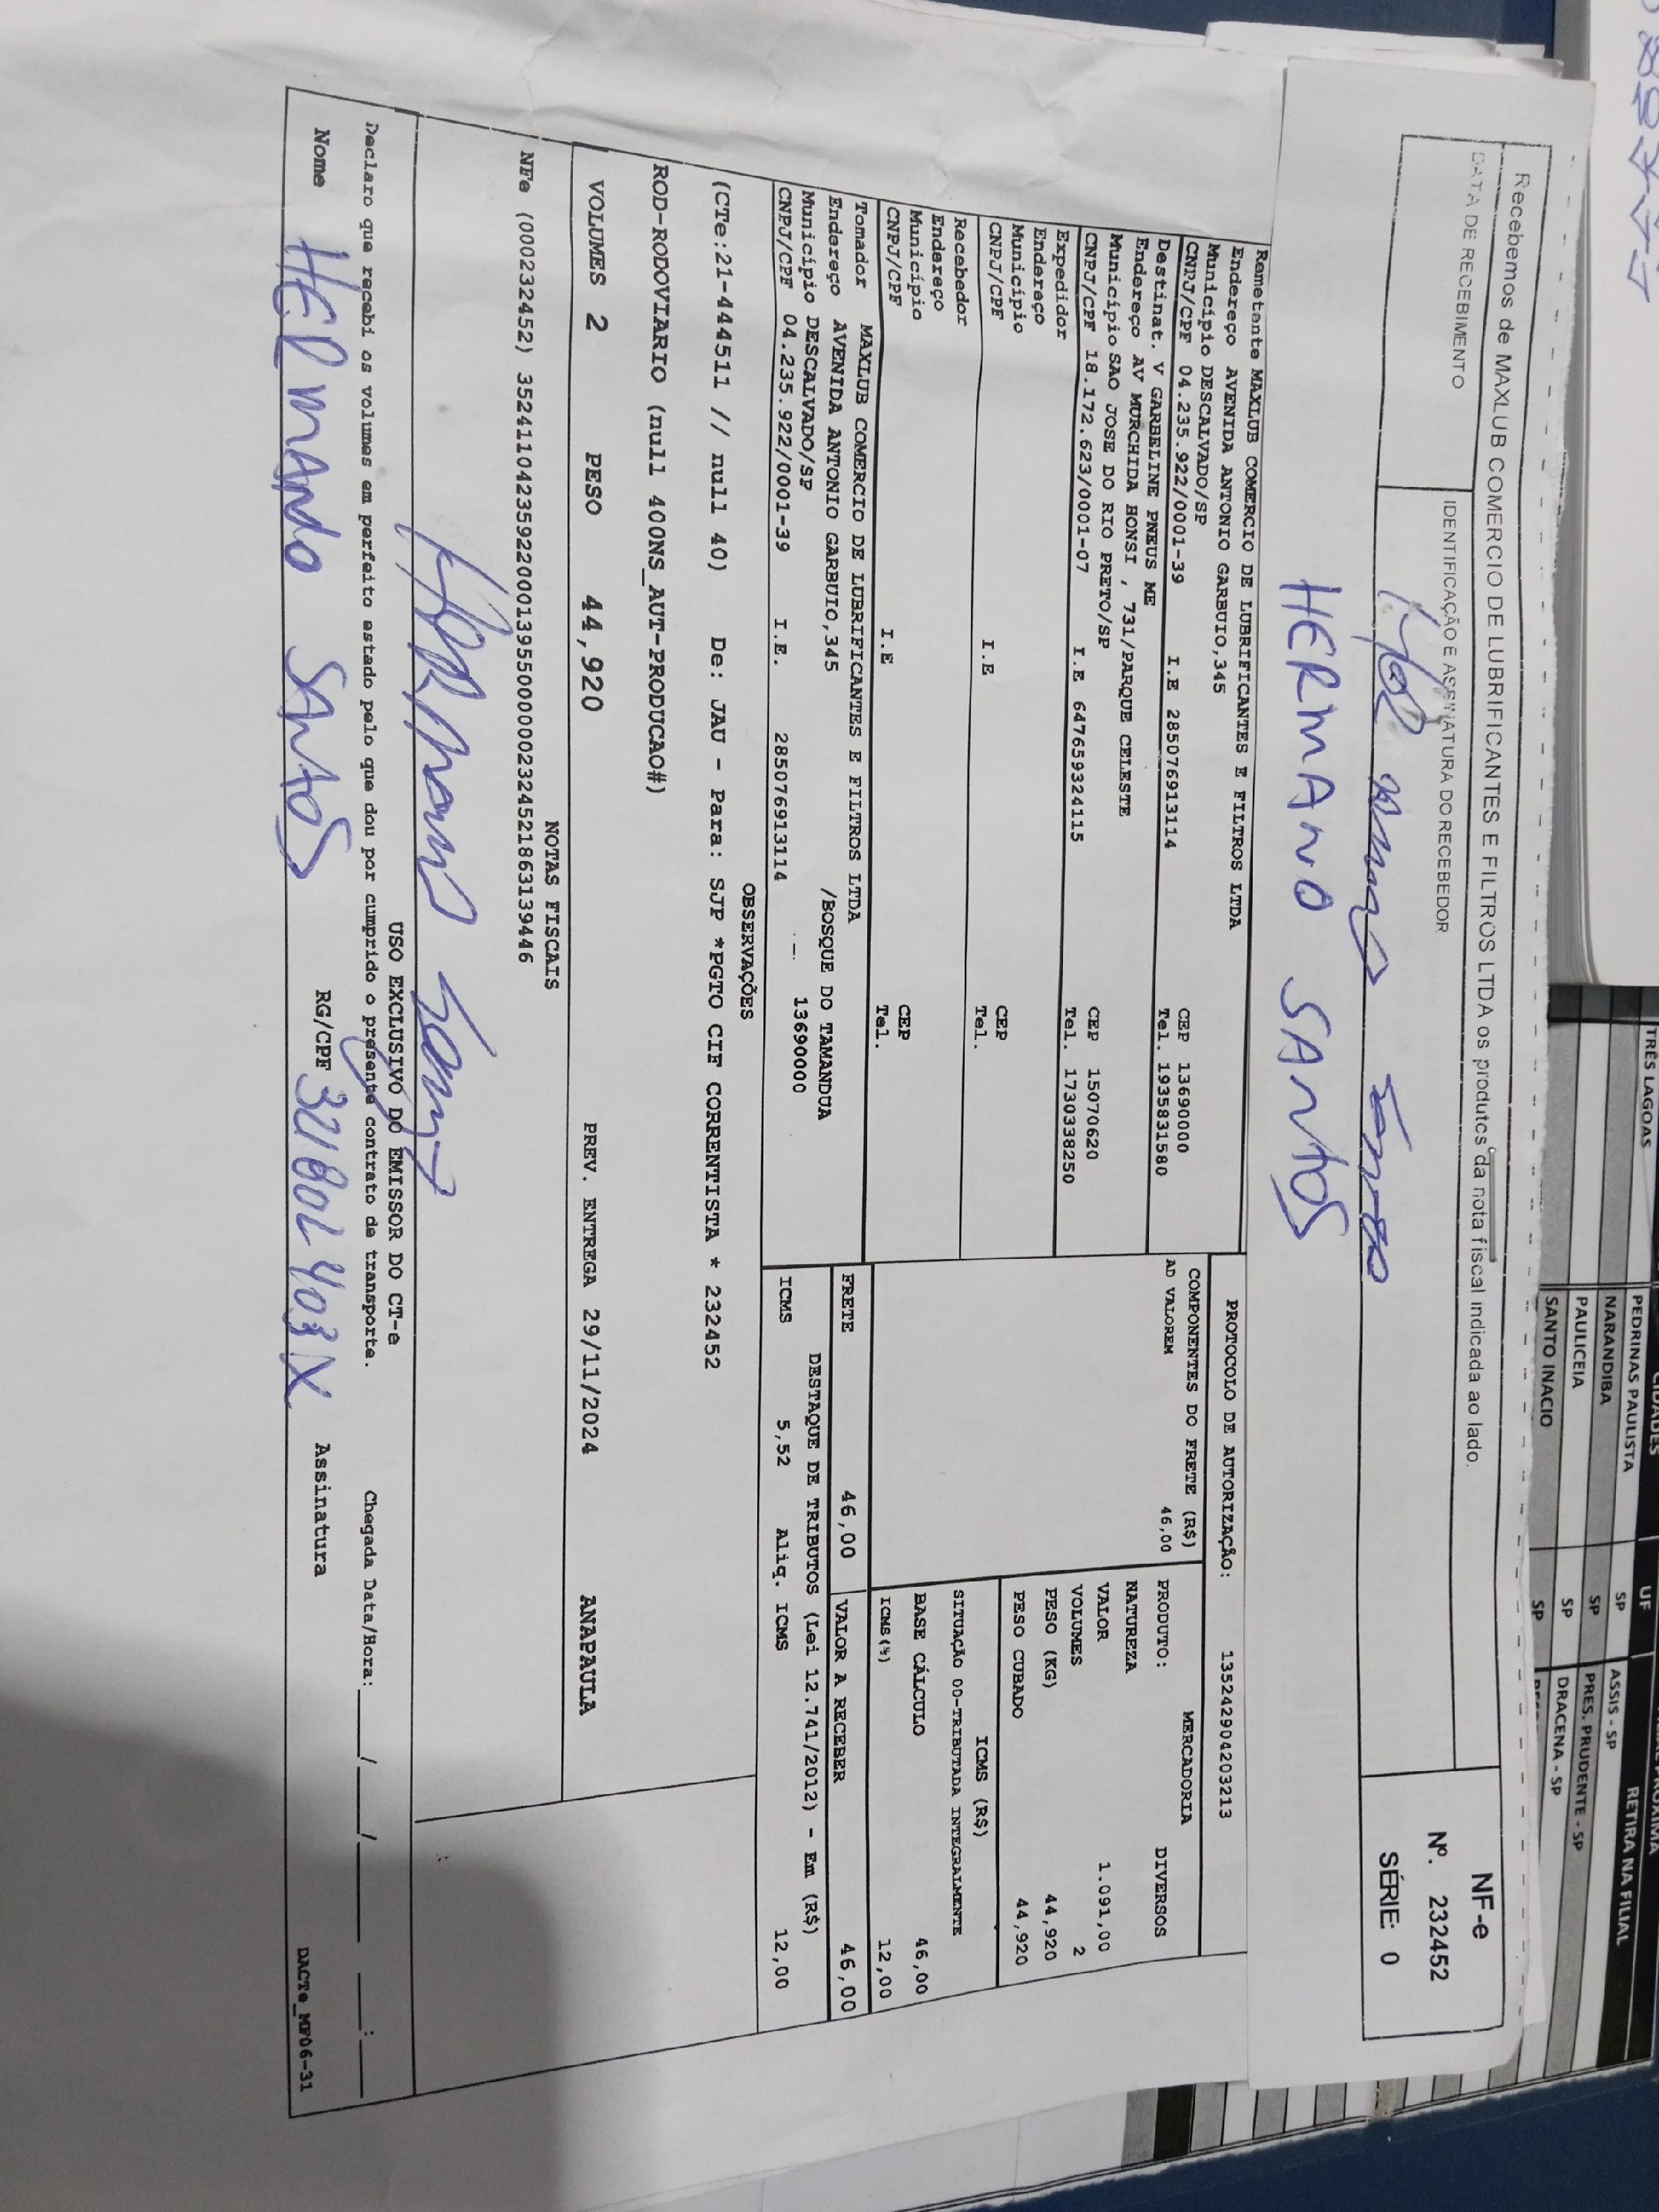 TRÊS LAGOAS
CIDADES UF RETIRA NA FILIAL
PEDRINAS PAULISTA SP ASSIS - SP
NARANDIBA SP PRES. PRUDENTE - SP
PAULICEIA SP DRACENA - SP
SANTO INACIO SP
Recebemos de MAXLUB COMERCIO DE LUBRIFICANTES E FILTROS LTDA os produtos da nota fiscal indicada ao lado.
DATA DE RECEBIMENTO
IDENTIFICAÇÃO E ASSINATURA DO RECEBEDOR
NF-e
Nº. 232452
SÉRIE: 0
HERMANO SANTOS
PROTOCOLO DE AUTORIZAÇÃO: 135242904203213
Remetente MAXLUB COMERCIO DE LUBRIFICANTES E FILTROS LTDA
Endereço AVENIDA ANTONIO GARBUIO,345
Município DESCALVADO/SP CEP 13690000
CNPJ/CPF 04.235.922/0001-39 I.E 285076913114 Tel. 1935831580
Destinat. V GARBELINE PNEUS ME
Endereço AV MURCHIDA HONSI , 731/PARQUE CELESTE
Município SAO JOSE DO RIO PRETO/SP CEP 15070620
CNPJ/CPF 18.172.623/0001-07 I.E 647659324115 Tel. 1730338250
Expedidor
Endereço
Município CEP
CNPJ/CPF I.E Tel.
Recebedor
Endereço
Município CEP
CNPJ/CPF I.E Tel.
Tomador MAXLUB COMERCIO DE LUBRIFICANTES E FILTROS LTDA
Endereço AVENIDA ANTONIO GARBUIO,345 /BOSQUE DO TAMANDUA
Município DESCALVADO/SP 13690000
CNPJ/CPF 04.235.922/0001-39 I.E. 285076913114
COMPONENTES DO FRETE (R$)
AD VALOREM 46,00
MERCADORIA
PRODUTO: DIVERSOS
NATUREZA
VALOR 1.091,00
VOLUMES 2
PESO (KG) 44,920
PESO CUBADO 44,920
ICMS (R$)
SITUAÇÃO 00-TRIBUTADA INTEGRALMENTE
BASE CÁLCULO 46,00
ICMS(%) 12,00
FRETE 46,00 VALOR A RECEBER 46,00
DESTAQUE DE TRIBUTOS (Lei 12.741/2012) - Em (R$)
ICMS 5,52 Aliq. ICMS 12,00
OBSERVAÇÕES
(CTe:21-444511 // null 40) De: JAU - Para: SJP *PGTO CIF CORRENTISTA * 232452
ROD-RODOVIARIO (null 400NS_AUT-PRODUCAO#)
VOLUMES 2 PESO 44,920 PREV. ENTREGA 29/11/2024 ANAPAULA
NOTAS FISCAIS
NFe (000232452) 35241104235922000139550000002324521863139446
USO EXCLUSIVO DO EMISSOR DO CT-e
Declaro que recebi os volumes em perfeito estado pelo que dou por cumprido o presente contrato de transporte. Chegada Data/Hora:___/___/____ __:__
Nome HERMANdo SANtoS RG/CPF Assinatura
DACTe_MF06-31